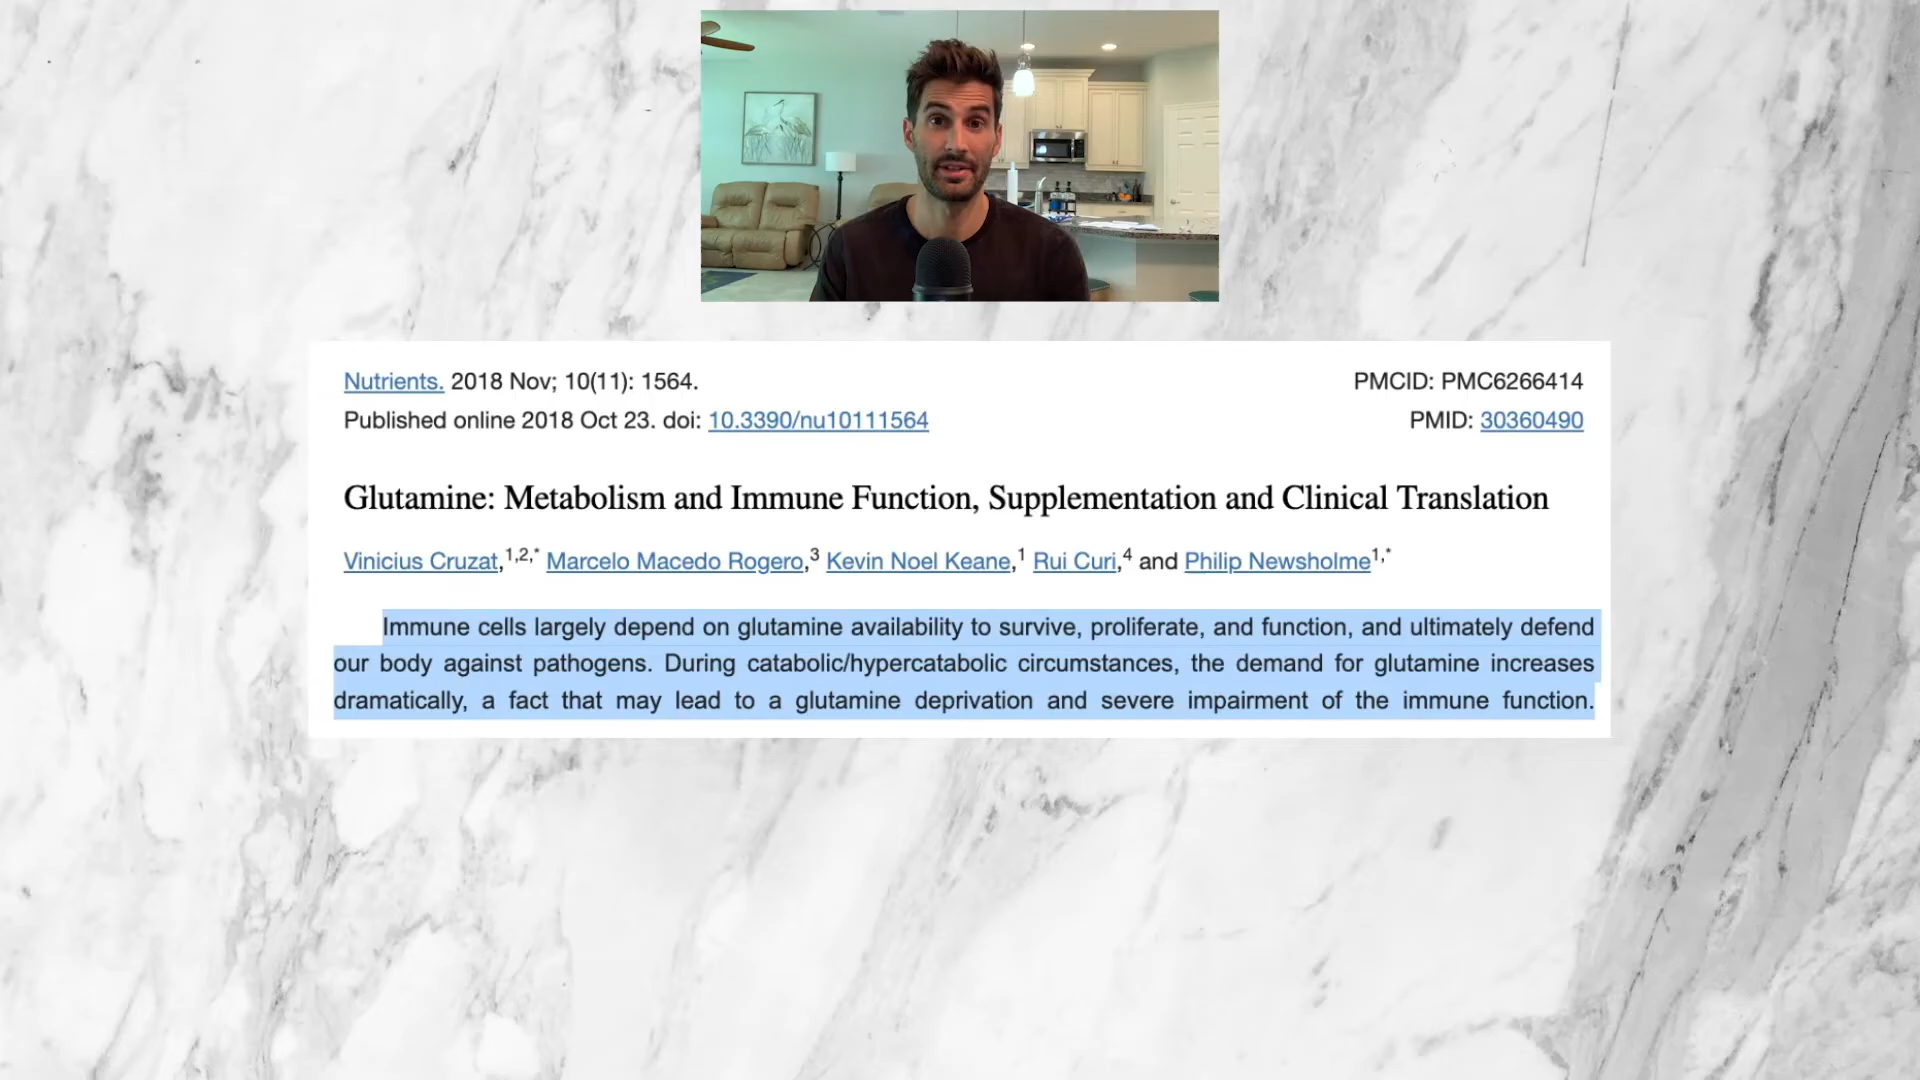 Nutrients. 2018 Nov; 10(11): 1564. PMCID: PMC6266414
Published online 2018 Oct 23. doi: 10.3390/nu10111564 PMID: 30360490
Glutamine: Metabolism and Immune Function, Supplementation and Clinical Translation
Vinicius Cruzat,1,2,* Marcelo Macedo Rogero,3 Kevin Noel Keane,1 Rui Curi,4 and Philip Newsholme1,*
Immune cells largely depend on glutamine availability to survive, proliferate, and function, and ultimately defend
our body against pathogens. During catabolic/hypercatabolic circumstances, the demand for glutamine increases
dramatically, a fact that may lead to a glutamine deprivation and severe impairment of the immune function.